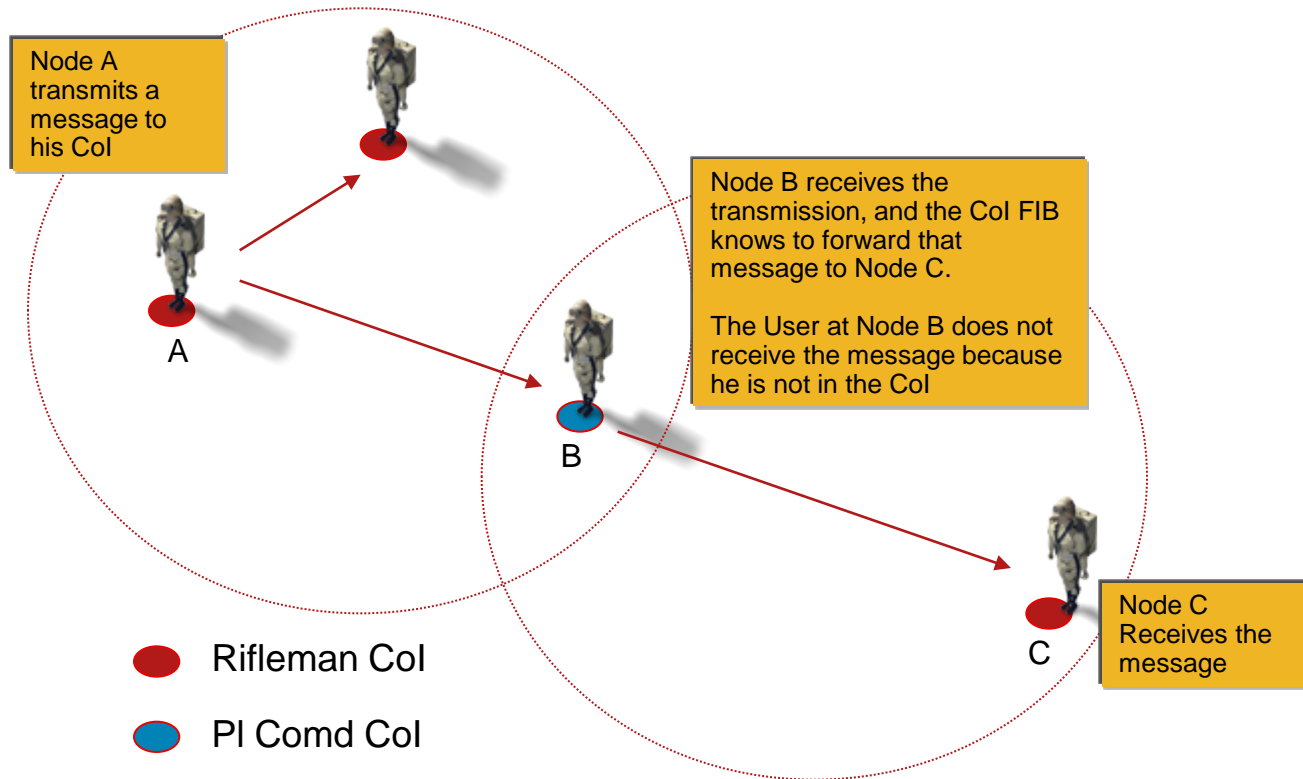 Node A
transmits a
message to
his CoI
Node B receives the
transmission, and the CoI FIB
knows to forward that
message to Node C.
The User at Node B does not
receive the message because
he is not in the CoI
A
B
C
Node C
Receives the
message
Rifleman CoI
Pl Comd CoI